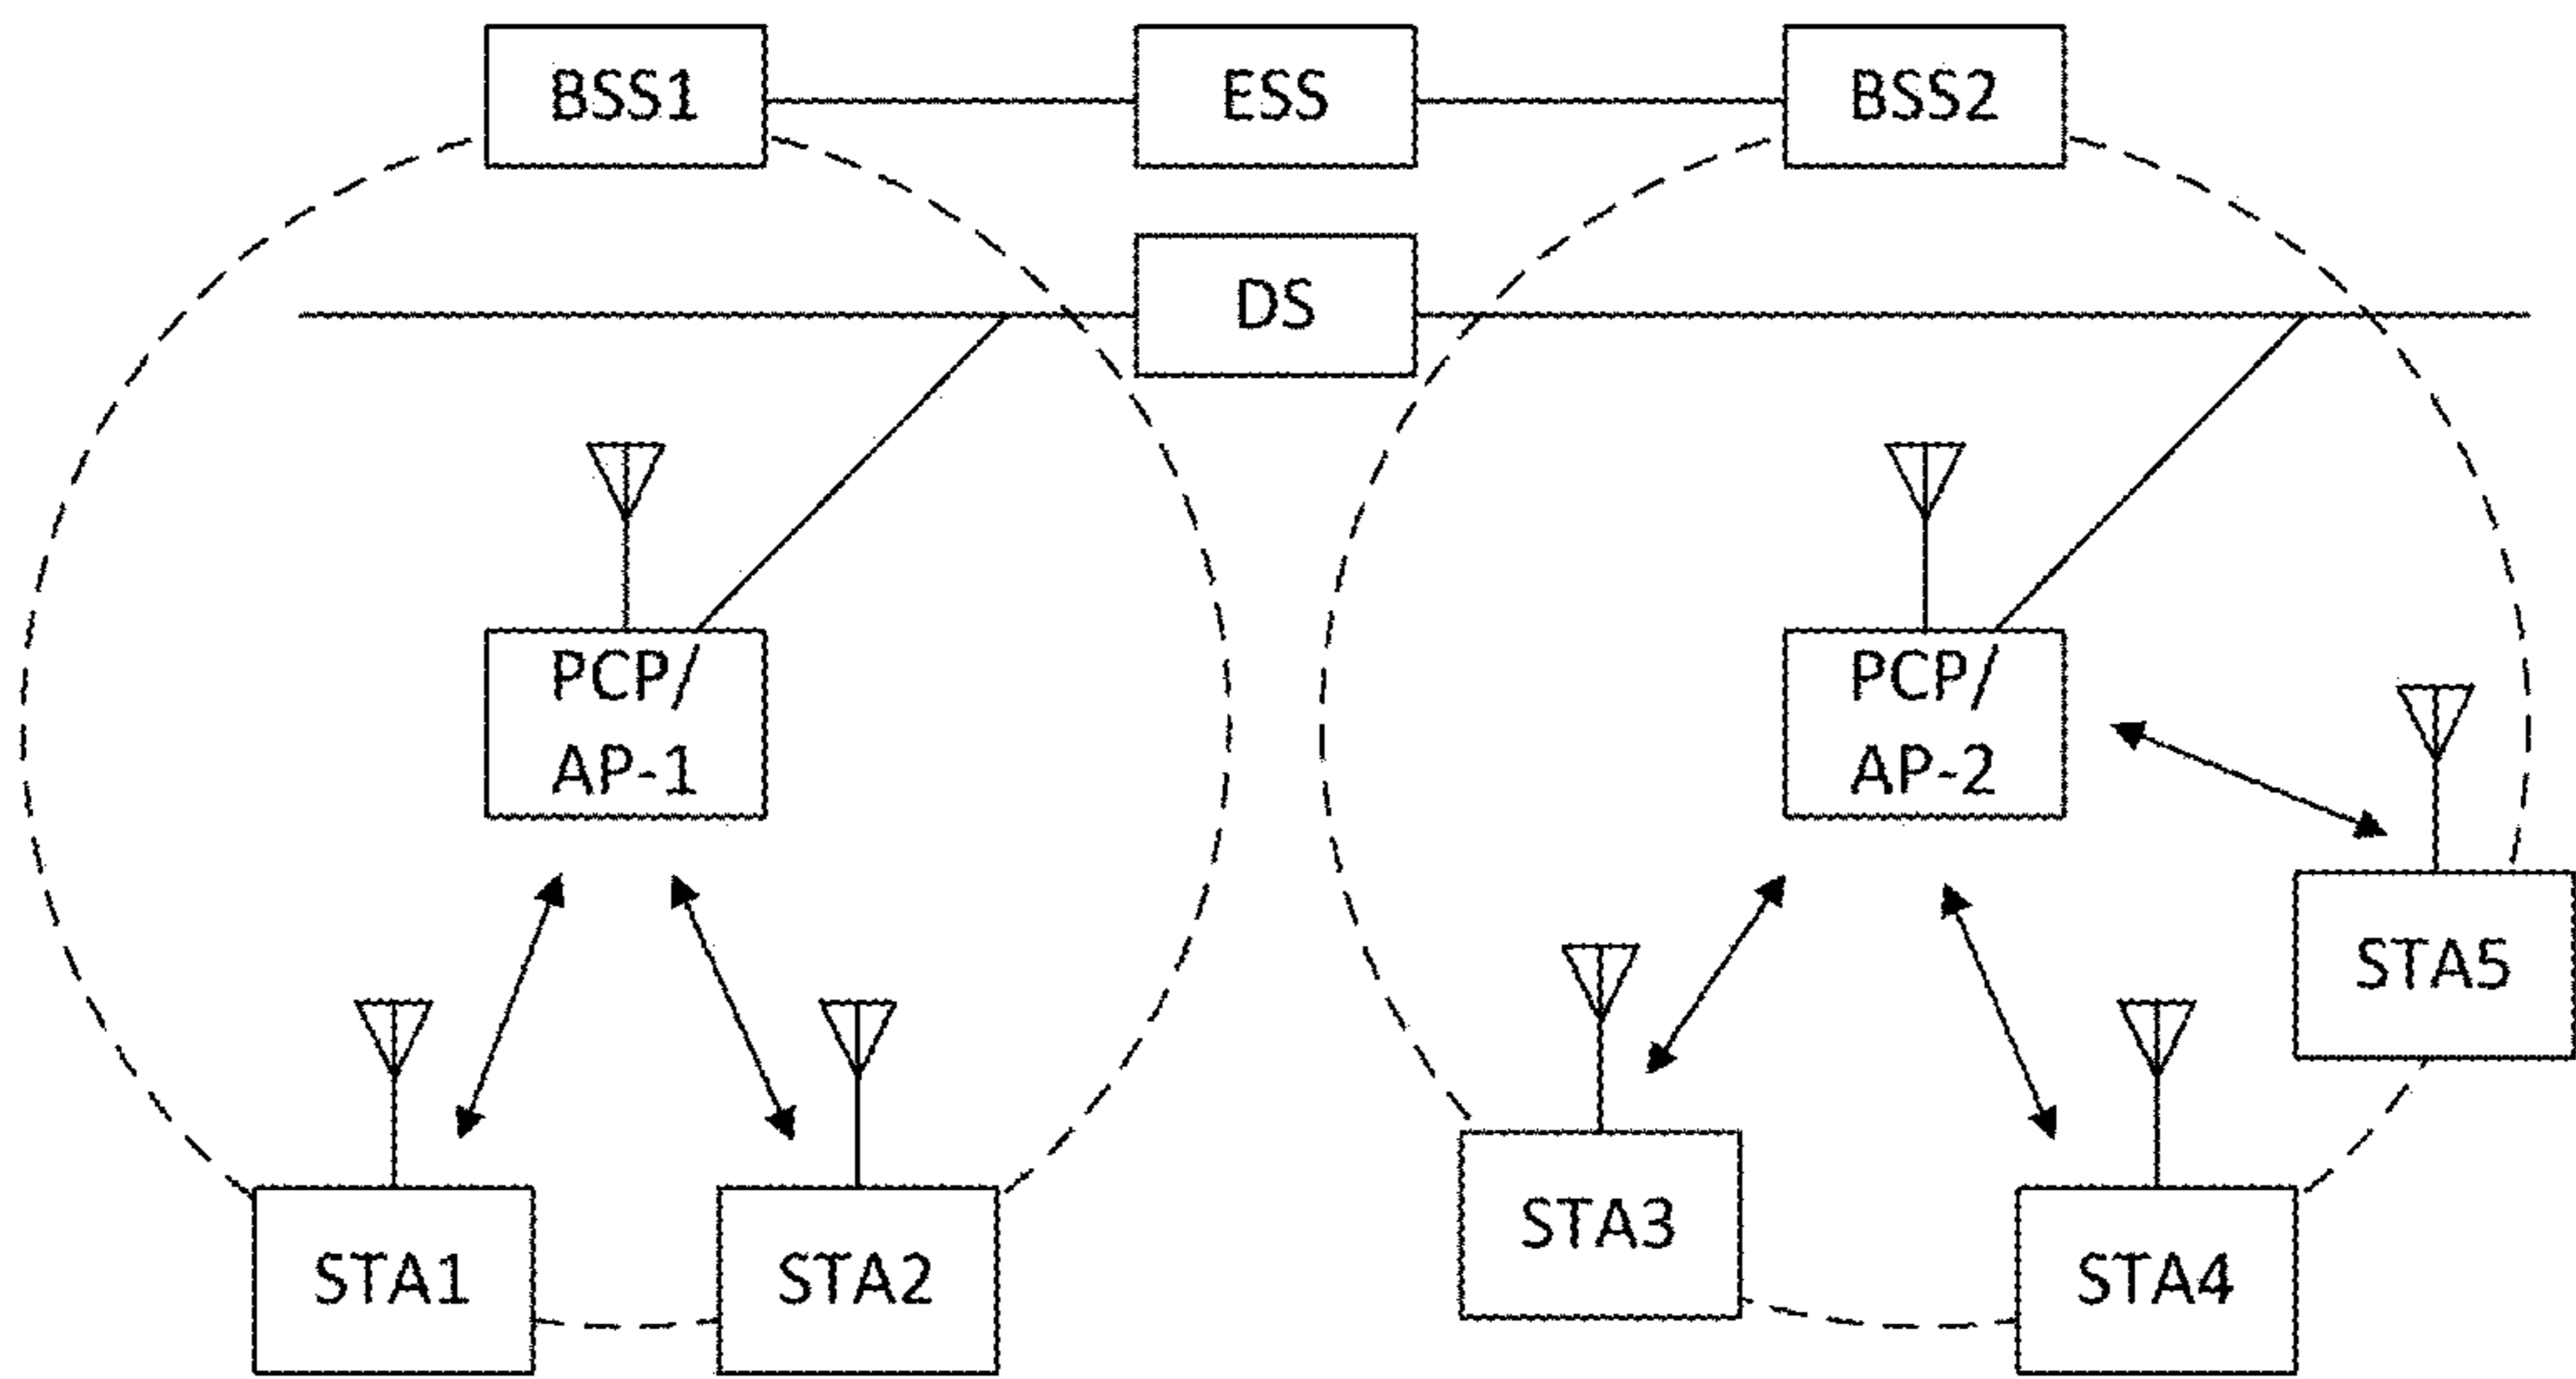 BSS1
ESS
BSS2
DS
PCP/
AP-1
PCP/
AP-2
STA5
STA3
STA1
STA2
STA4